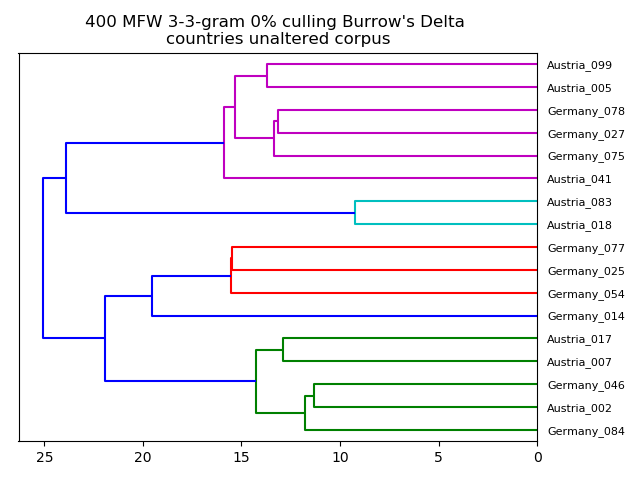 400 MFW 3-3-gram 0% culling Burrow's Delta
countries unaltered corpus
Austria_099
Austria_005
Germany_078
Germany_027
Germany_075
Austria_041
Austria_083
Austria_018
Germany_077
Germany_025
Germany_054
Germany_014
Austria_017
Austria_007
Germany_046
Austria_002
Germany_084
25 20 15 10 5 0